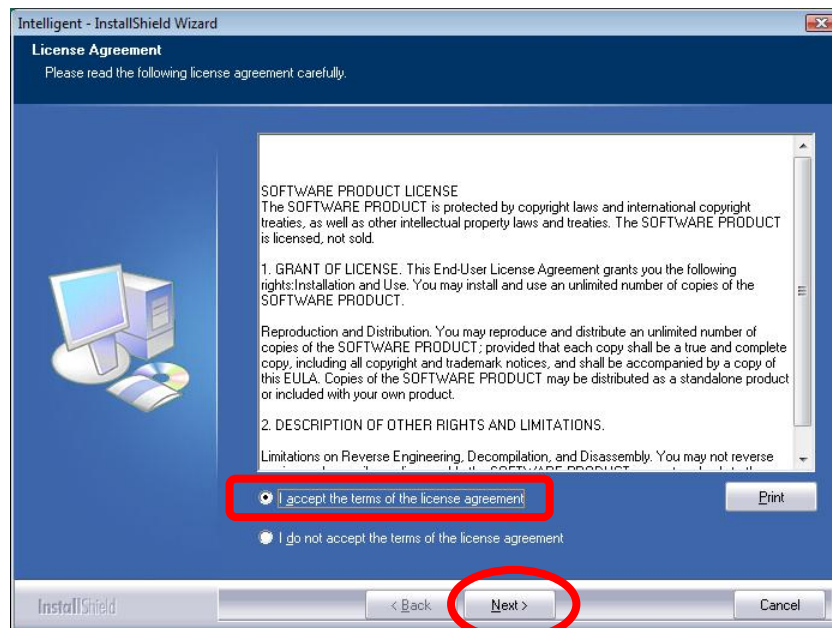 Intelligent - InstallShield Wizard
License Agreement
Please read the following license agreement carefully.
SOFTWARE PRODUCT LICENSE
The SOFTWARE PRODUCT is protected by copyright laws and international copyright
treaties, as well as other intellectual property laws and treaties. The SOFTWARE PRODUCT
is licensed, not sold.
1. GRANT OF LICENSE. This End-User License Agreement grants you the following
rights:Installation and Use. You may install and use an unlimited number of copies of the
SOFTWARE PRODUCT.
Reproduction and Distribution. You may reproduce and distribute an unlimited number of
copies of the SOFTWARE PRODUCT; provided that each copy shall be a true and complete
copy, including all copyright and trademark notices, and shall be accompanied by a copy of
this EULA. Copies of the SOFTWARE PRODUCT may be distributed as a standalone product
or included with your own product.
2. DESCRIPTION OF OTHER RIGHTS AND LIMITATIONS.
Limitations on Reverse Engineering, Decompilation, and Disassembly. You may not reverse
I accept the terms of the license agreement
Print
I do not accept the terms of the license agreement
InstallShield
< Back
Next >
Cancel